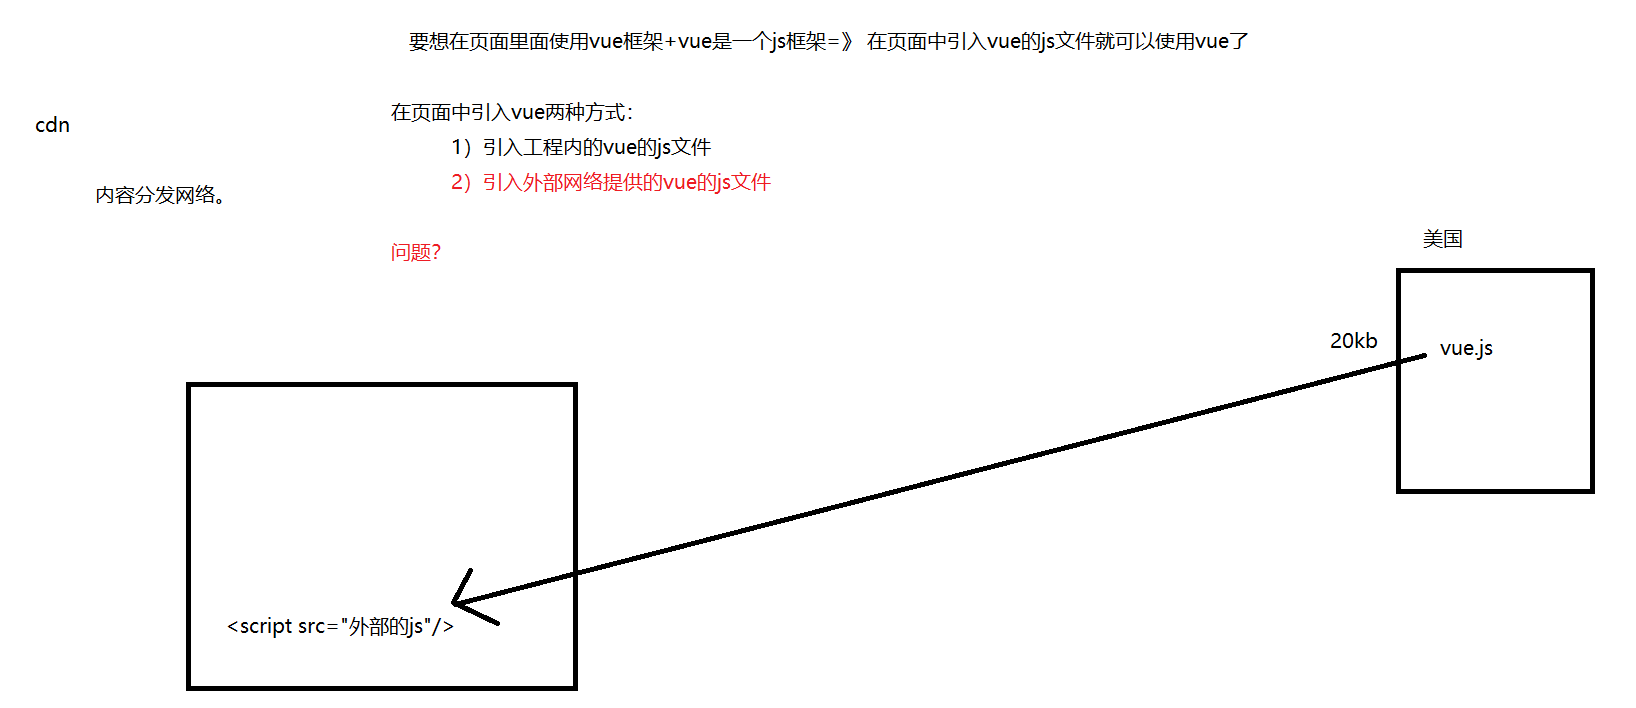 要想在页面里面使用vue框架+vue是一个js框架=》 在页面中引入vue的js文件就可以使用vue了
cdn
内容分发网络。
在页面中引入vue两种方式：
1）引入工程内的vue的js文件
2）引入外部网络提供的vue的js文件
问题？
美国
20kb
vue.js
<script src="外部的js"/>